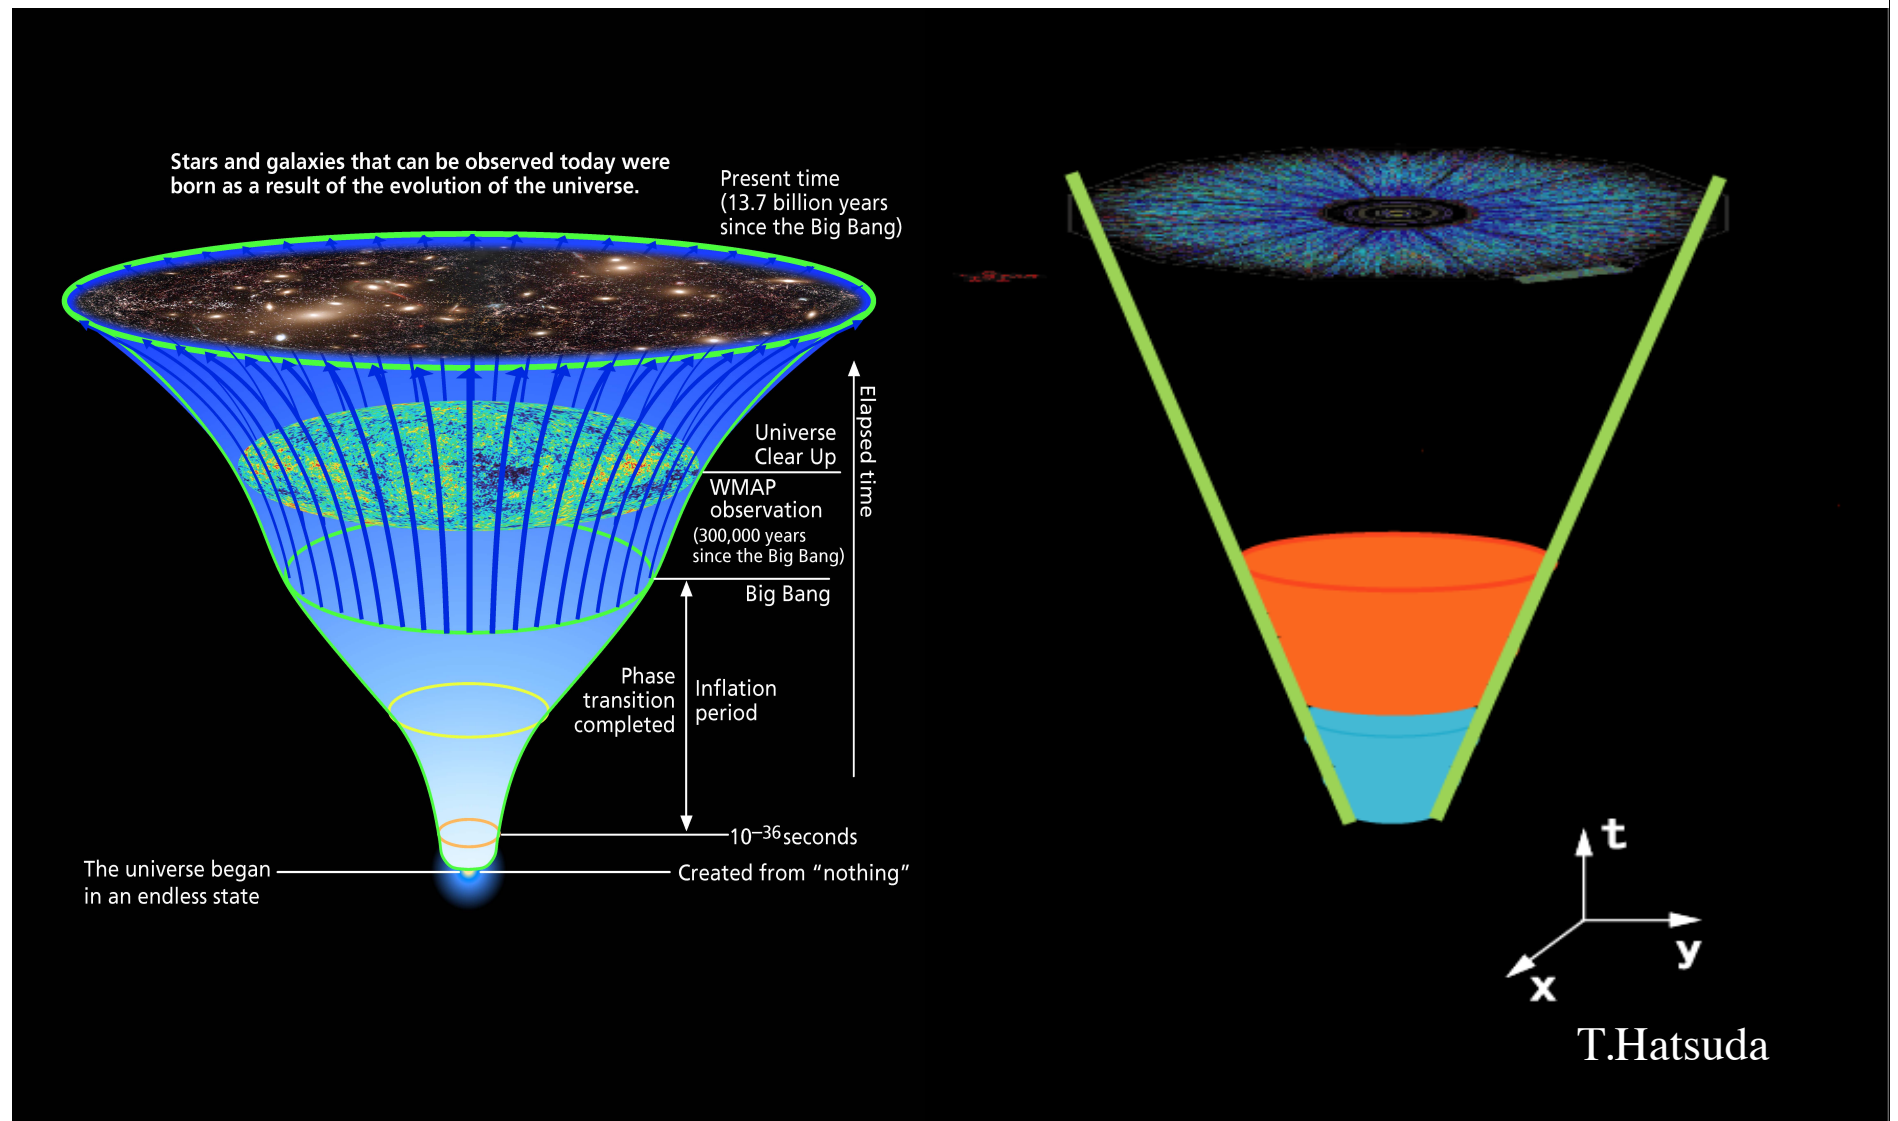 Stars and galaxies that can be observed today were
born as a result of the evolution of the universe.
Present time
(13.7 billion years
since the Big Bang)
Elapsed time
Universe
Clear Up
WMAP
observation
(300,000 years
since the Big Bang)
Big Bang
Phase
transition
completed
Inflation
period
10–36 seconds
The universe began
in an endless state
Created from “nothing”
t
y
x
T.Hatsuda